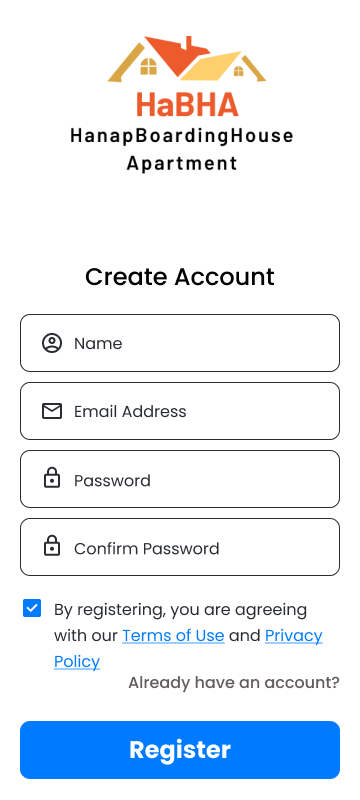 HaBHA
HanapBoardingHouse
Apartment
Create Account
Name
Email Address
Password
Confirm Password
By registering, you are agreeing
with our Terms of Use and Privacy
Policy
Already have an account?
Register